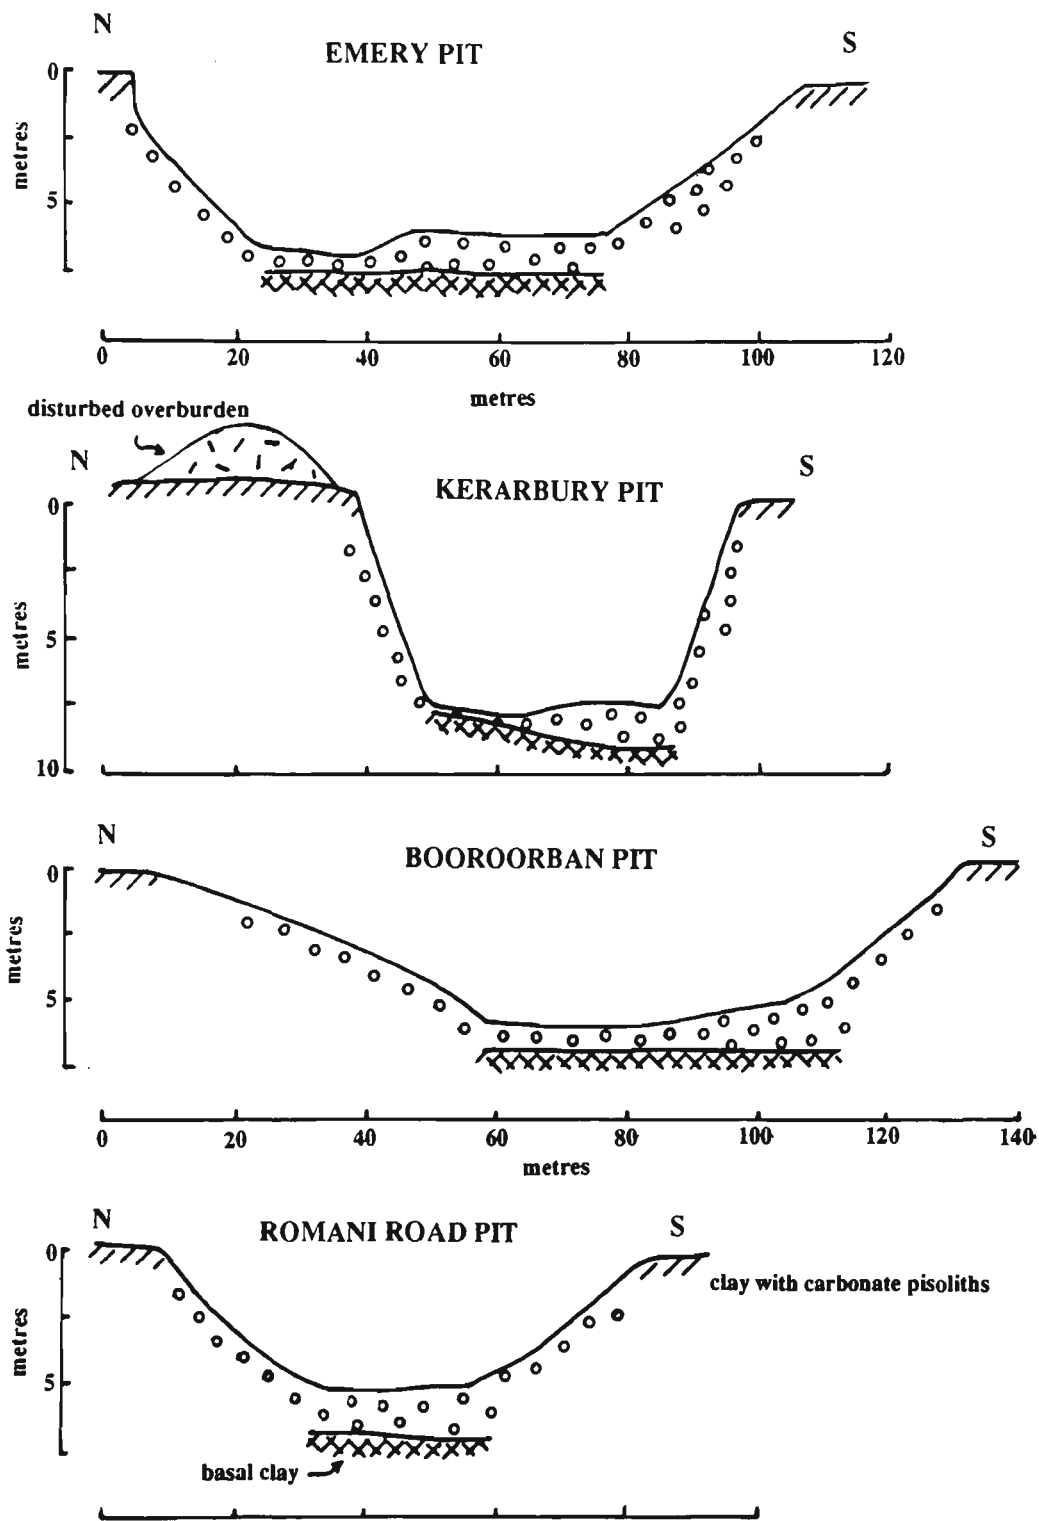 N
EMERY PIT
S
0
metres
5
0 20 40 60 80 100 120
metres
disturbed overburden
N
KERARBURY PIT
S
0
metres
5
10
N
BOOROORBAN PIT
S
0
metres
5
0 20 40 60 80 100 120 140
metres
N
ROMANI ROAD PIT
S
0
clay with carbonate pisoliths
metres
5
basal clay